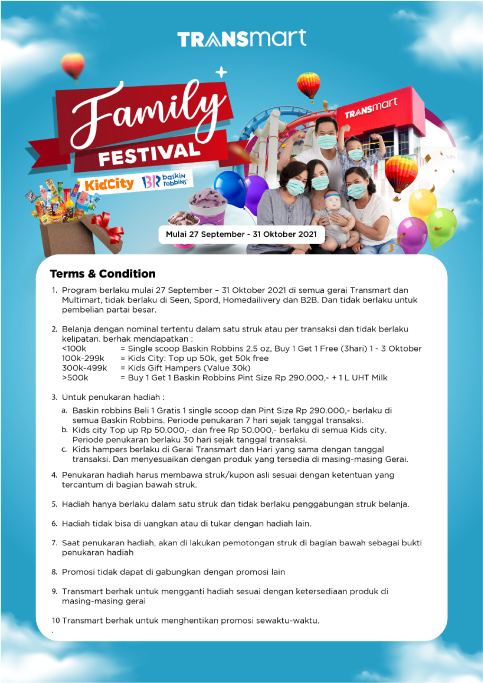 TRANSmart
Family
FESTIVAL
TRANSmart
KidCity BR baskin robbins
Mulai 27 September - 31 Oktober 2021
Terms & Condition
1. Program berlaku mulai 27 September – 31 Oktober 2021 di semua gerai Transmart dan
Multimart, tidak berlaku di Seen, Spord, Homedailivery dan B2B. Dan tidak berlaku untuk
pembelian partai besar.
2. Belanja dengan nominal tertentu dalam satu struk atau per transaksi dan tidak berlaku
kelipatan. berhak mendapatkan :
<100k = Single scoop Baskin Robbins 2.5 oz, Buy 1 Get 1 Free (3hari) 1 - 3 Oktober
100k-299k = Kids City: Top up 50k, get 50k free
300k-499k = Kids Gift Hampers (Value 30k)
>500k = Buy 1 Get 1 Baskin Robbins Pint Size Rp 290.000,- + 1 L UHT Milk
3. Untuk penukaran hadiah :
a. Baskin robbins Beli 1 Gratis 1 single scoop dan Pint Size Rp 290.000,- berlaku di
semua Baskin Robbins. Periode penukaran 7 hari sejak tanggal transaksi.
b. Kids city Top up Rp 50.000,- dan free Rp 50.000,- berlaku di semua Kids city.
Periode penukaran berlaku 30 hari sejak tanggal transaksi.
c. Kids hampers berlaku di Gerai Transmart dan Hari yang sama dengan tanggal
transaksi. Dan menyesuaikan dengan produk yang tersedia di masing-masing Gerai.
4. Penukaran hadiah harus membawa struk/kupon asli sesuai dengan ketentuan yang
tercantum di bagian bawah struk.
5. Hadiah hanya berlaku dalam satu struk dan tidak berlaku penggabungan struk belanja.
6. Hadiah tidak bisa di uangkan atau di tukar dengan hadiah lain.
7. Saat penukaran hadiah, akan di lakukan pemotongan struk di bagian bawah sebagai bukti
penukaran hadiah
8. Promosi tidak dapat di gabungkan dengan promosi lain
9. Transmart berhak untuk mengganti hadiah sesuai dengan ketersediaan produk di
masing-masing gerai
10 Transmart berhak untuk menghentikan promosi sewaktu-waktu.
.